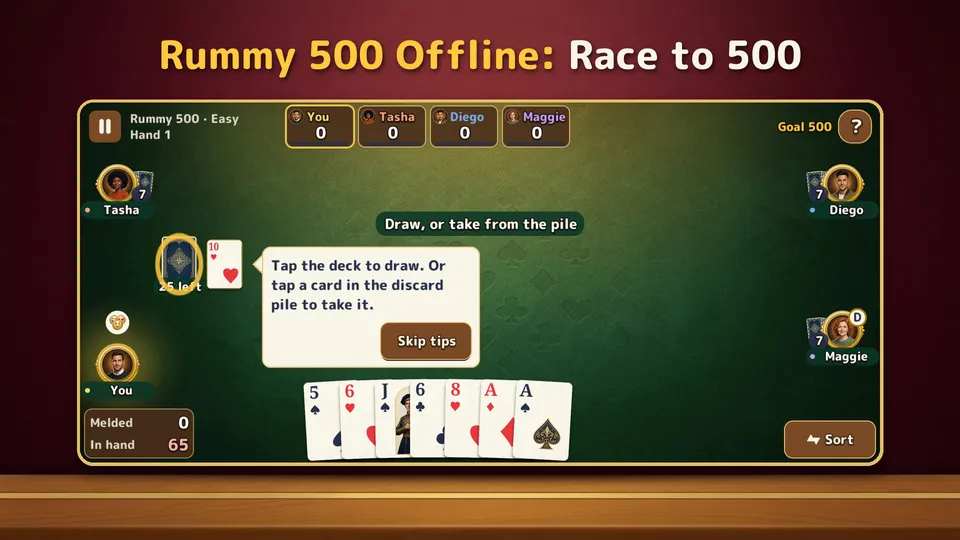 Rummy 500 Offline: Race to 500
Rummy 500 · Easy
Hand 1
You
0
Tasha
0
Diego
0
Maggie
0
Goal 500
?
7
Tasha
7
Diego
Draw, or take from the pile
25 left
10
Tap the deck to draw. Or
tap a card in the discard
pile to take it.
Skip tips
You
D
7
Maggie
Melded 0
In hand 65
5 6 J 6 8 A A
Sort